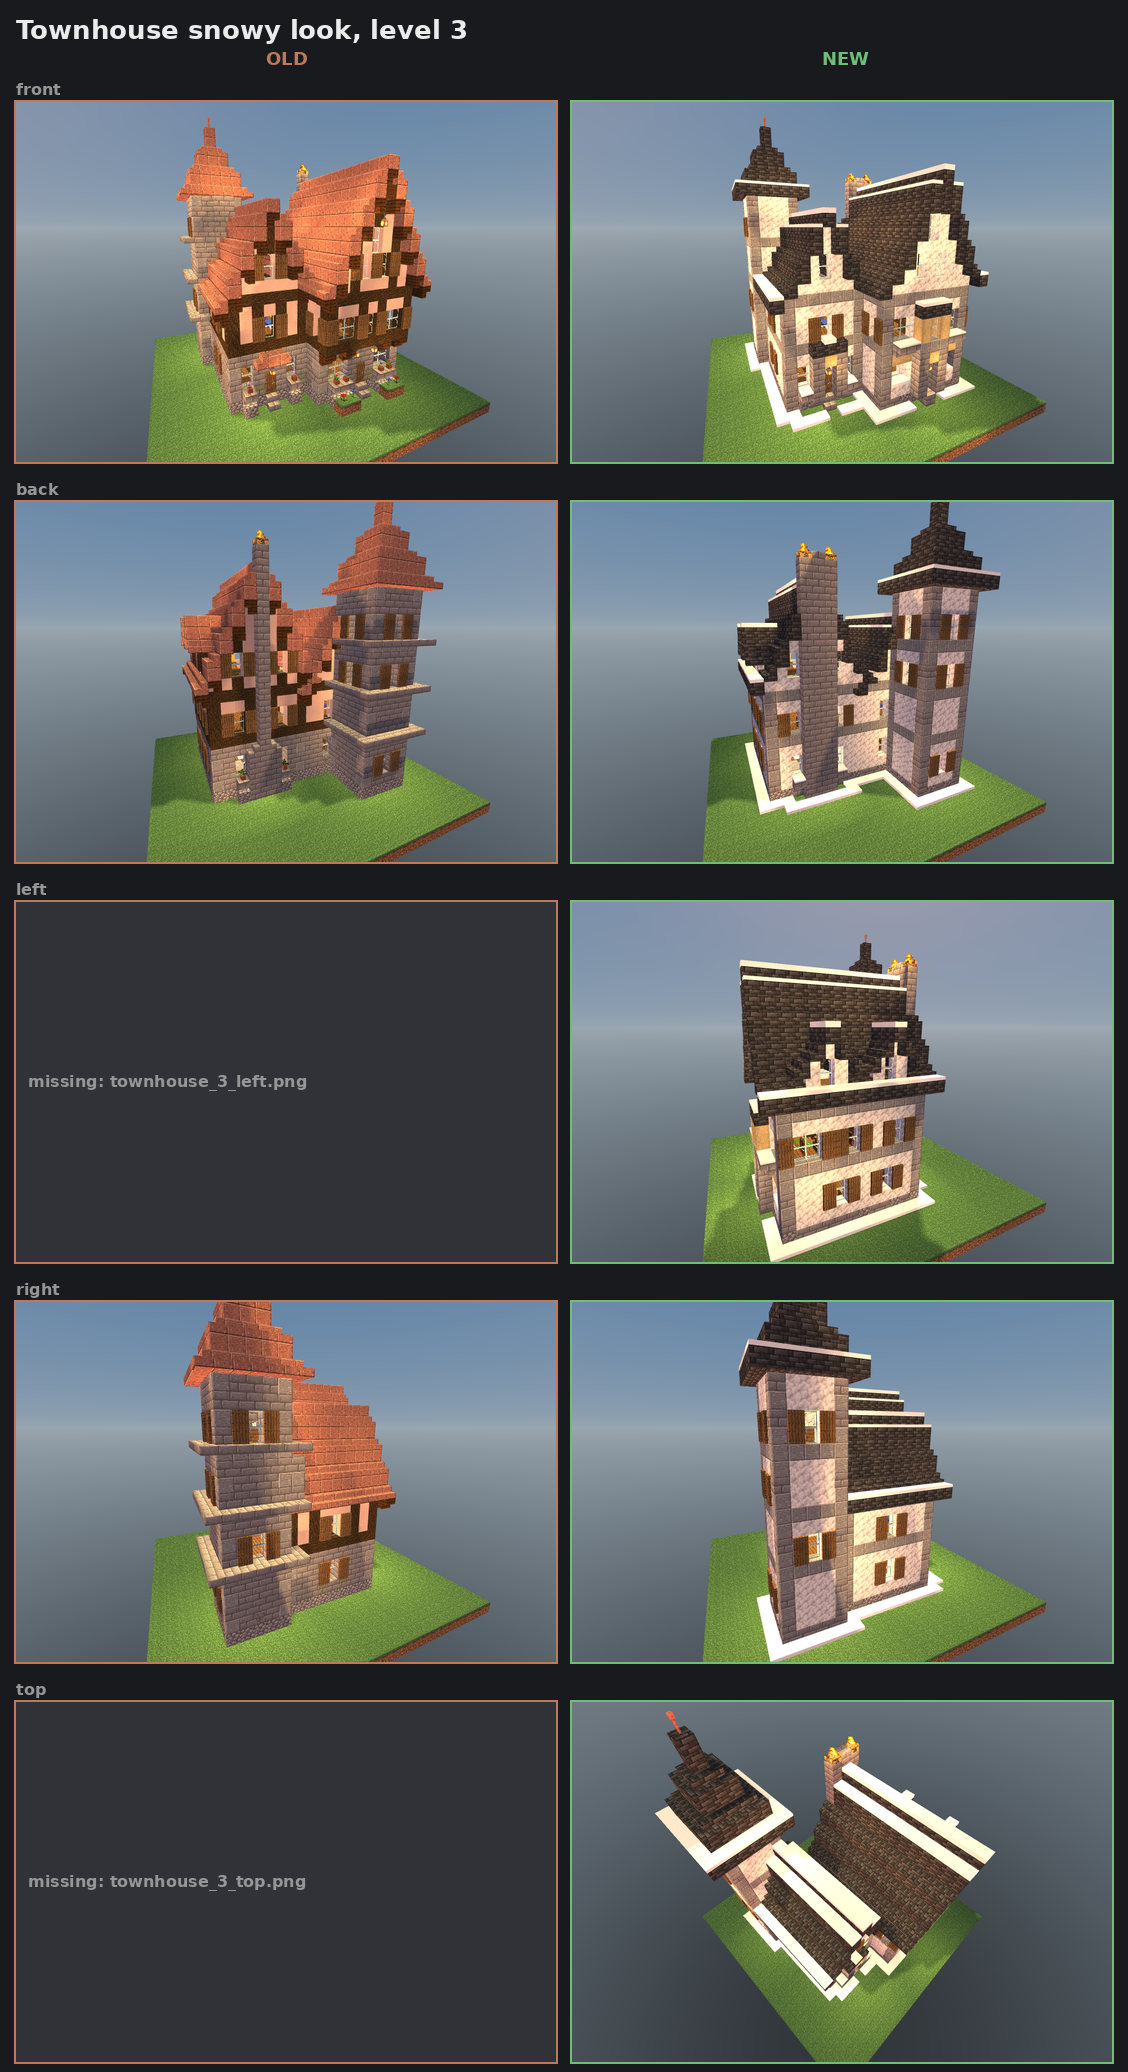 Townhouse snowy look, level 3
OLD
NEW
front
back
left
missing: townhouse_3_left.png
right
top
missing: townhouse_3_top.png